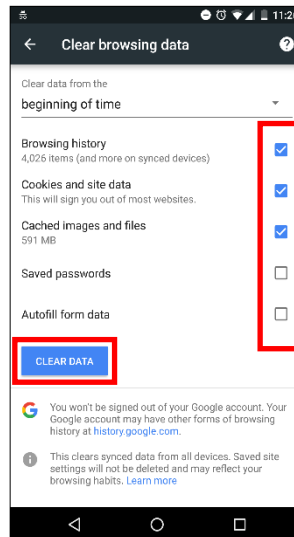 11:26
Clear browsing data
Clear data from the
beginning of time
Browsing history
4,026 items (and more on synced devices)
Cookies and site data
This will sign you out of most websites.
Cached images and files
591 MB
Saved passwords
Autofill form data
CLEAR DATA
You won't be signed out of your Google account. Your
Google account may have other forms of browsing
history at history.google.com.
This clears synced data from all devices. Saved site
settings will not be deleted and may reflect your
browsing habits. Learn more